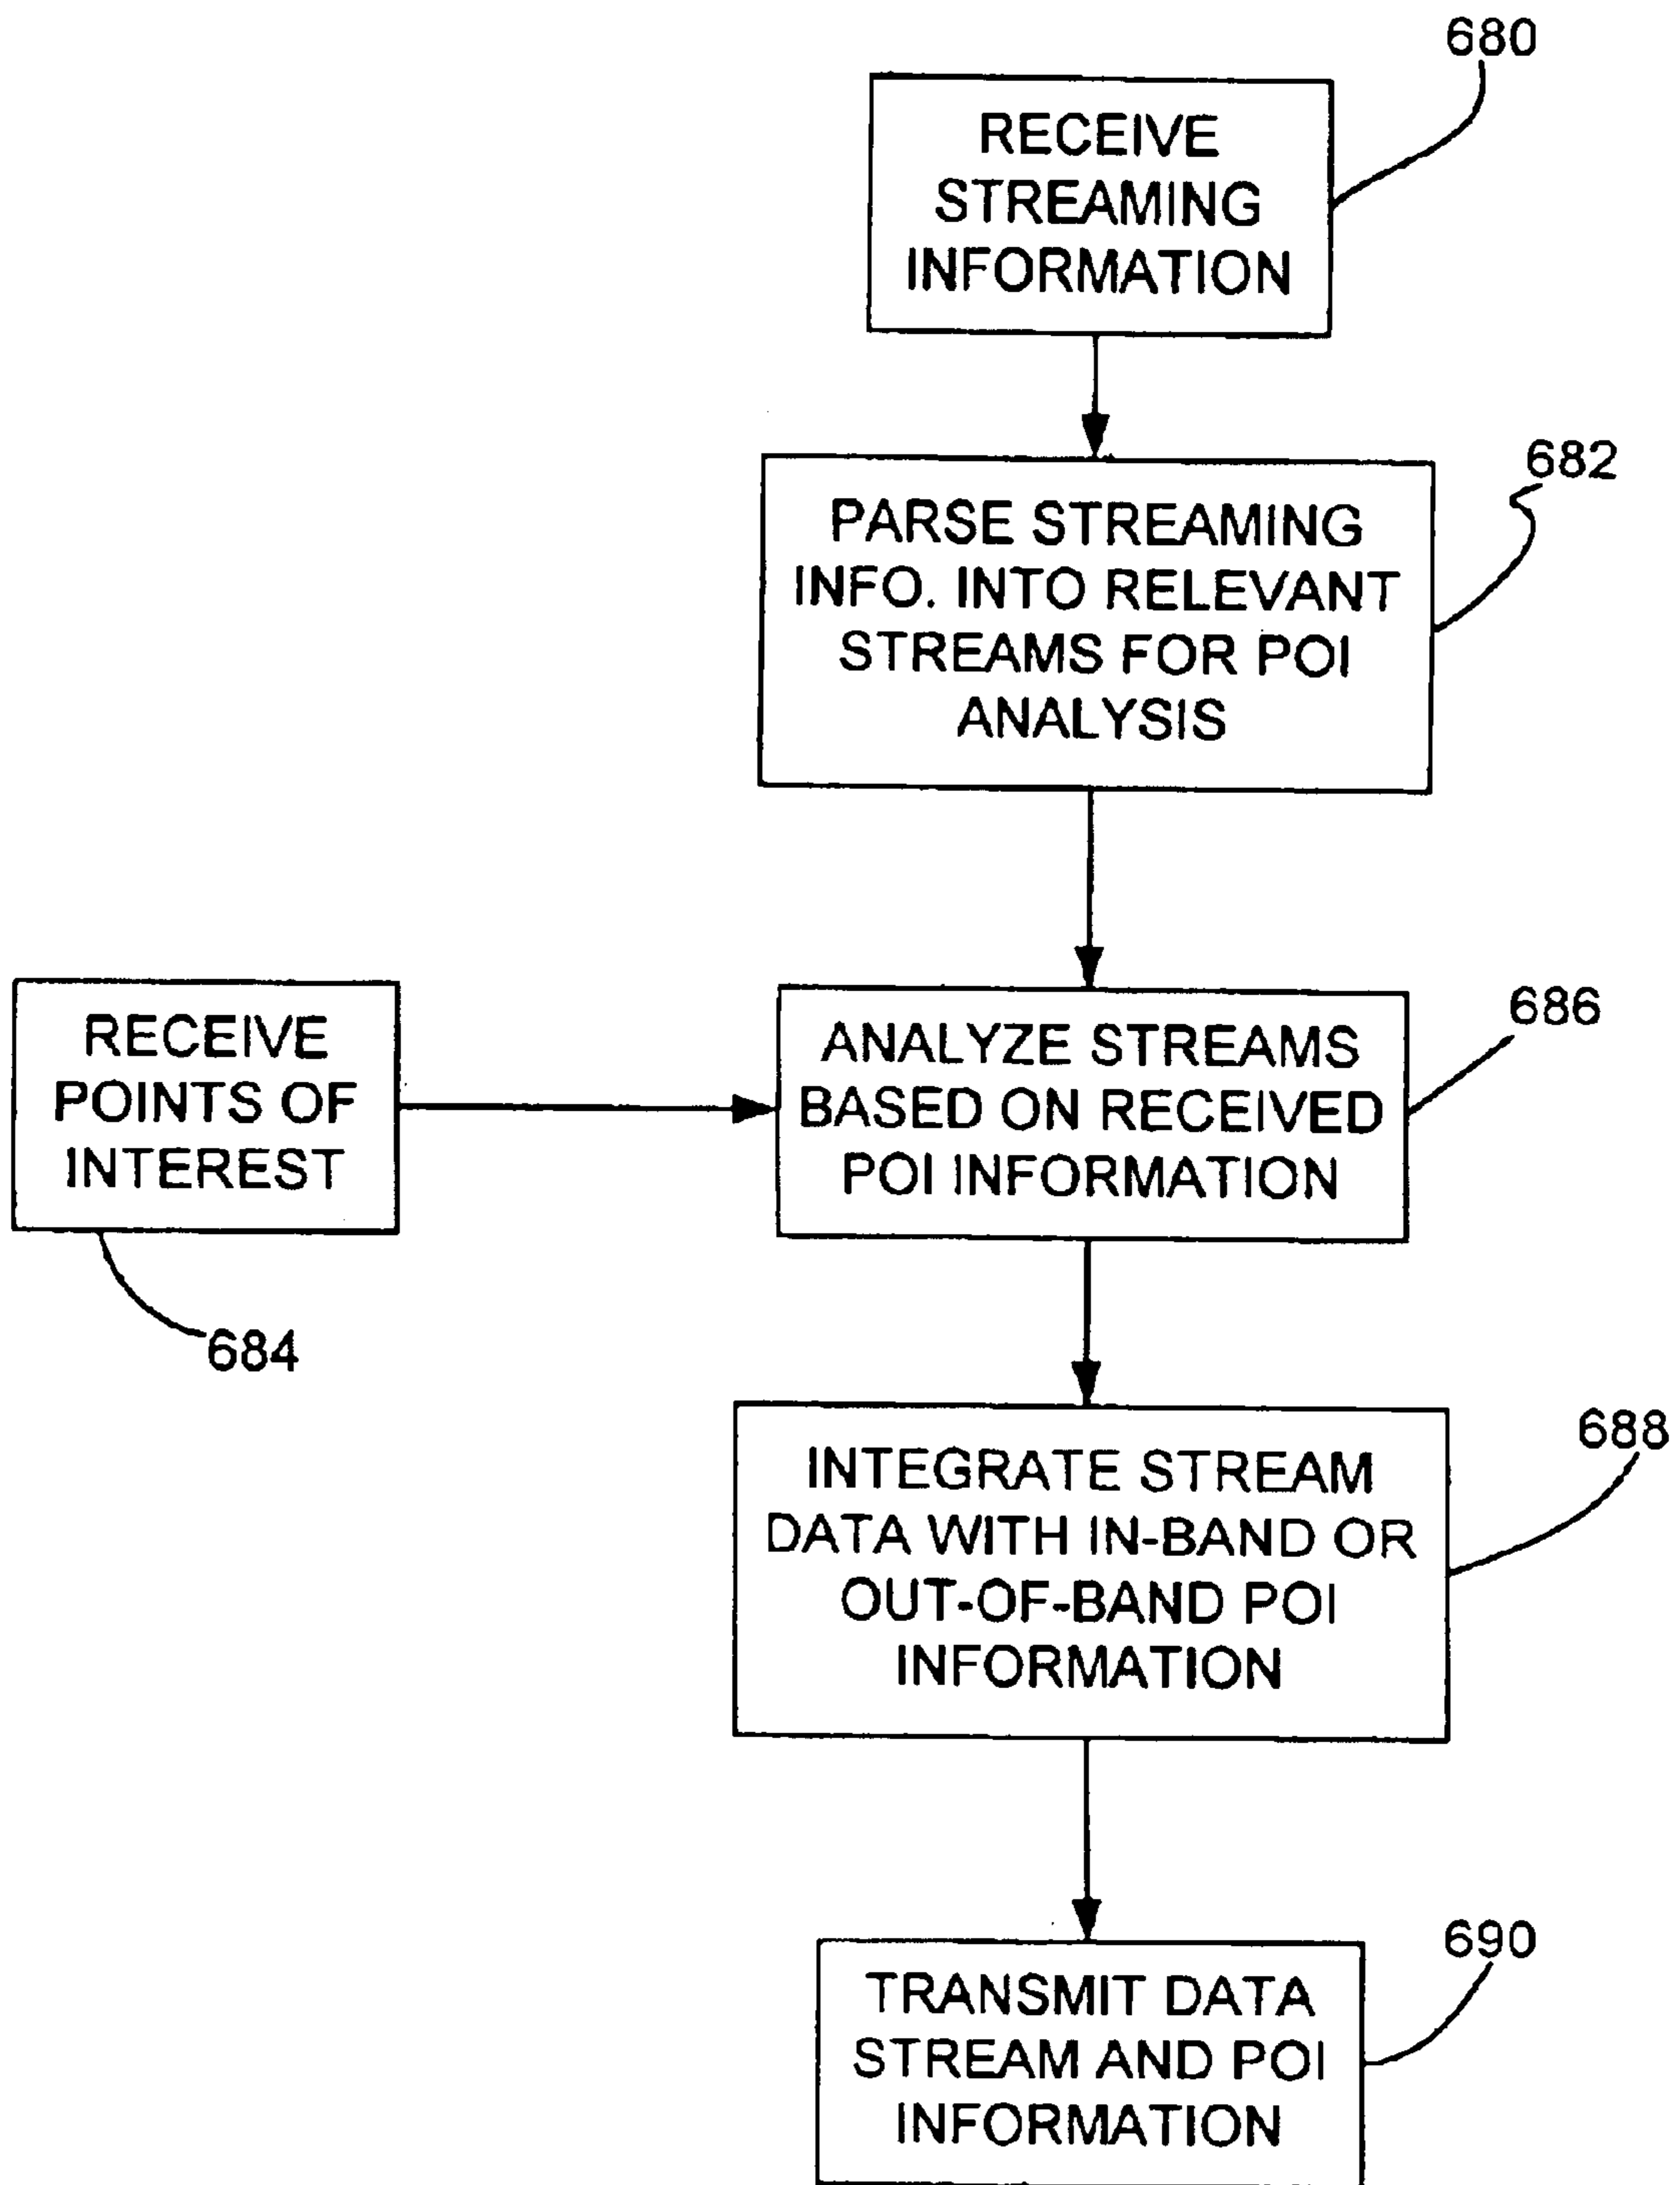 680
RECEIVE
STREAMING
INFORMATION
682
PARSE STREAMING
INFO. INTO RELEVANT
STREAMS FOR POI
ANALYSIS
RECEIVE
POINTS OF
INTEREST
684
686
ANALYZE STREAMS
BASED ON RECEIVED
POI INFORMATION
688
INTEGRATE STREAM
DATA WITH IN-BAND OR
OUT-OF-BAND POI
INFORMATION
690
TRANSMIT DATA
STREAM AND POI
INFORMATION